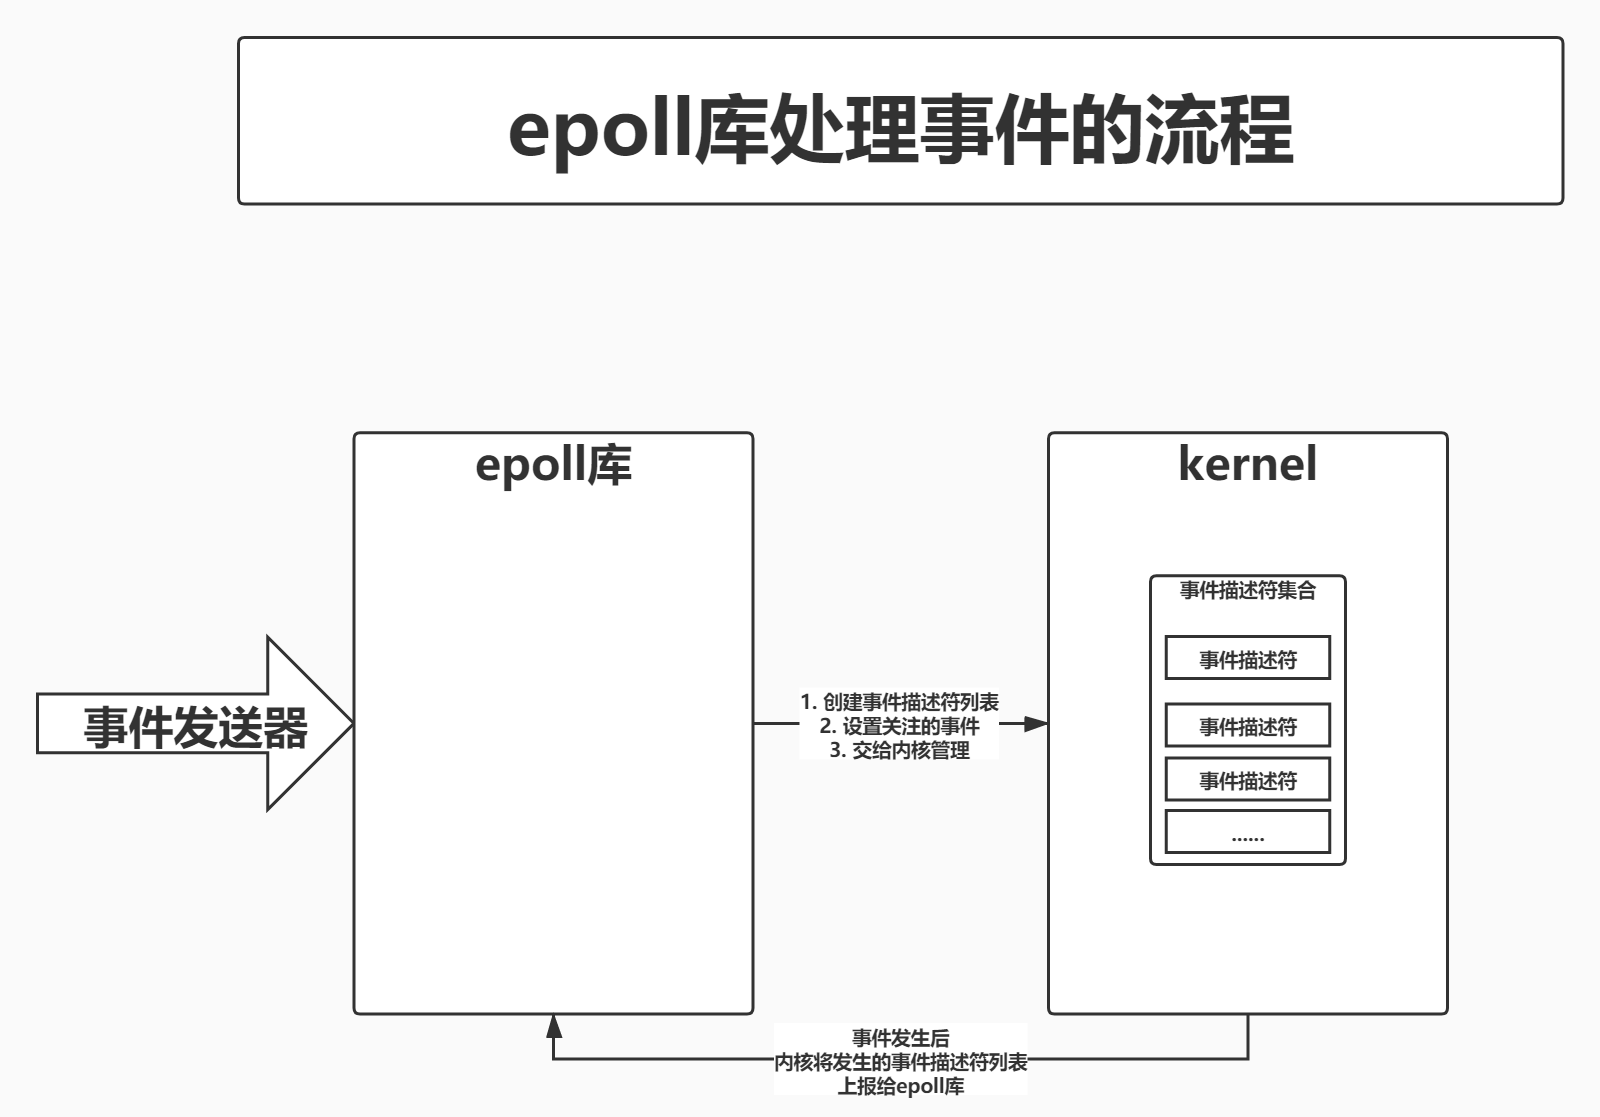 epoll库处理事件的流程
epoll库
kernel
事件描述符集合
事件描述符
事件描述符
事件描述符
......
事件发送器
1. 创建事件描述符列表
2. 设置关注的事件
3. 交给内核管理
事件发生后
内核将发生的事件描述符列表
上报给epoll库